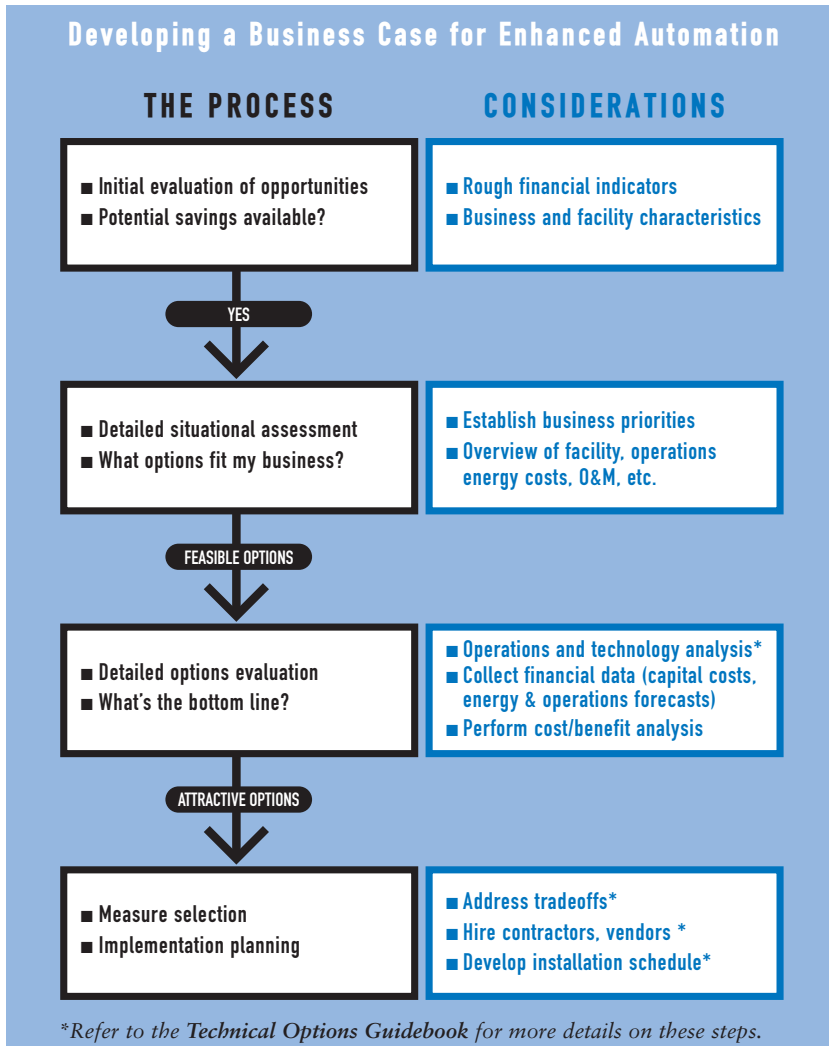 Developing a Business Case for Enhanced Automation
THE PROCESS
CONSIDERATIONS
■ Initial evaluation of opportunities
■ Potential savings available?
■ Rough financial indicators
■ Business and facility characteristics
YES
■ Detailed situational assessment
■ What options fit my business?
■ Establish business priorities
■ Overview of facility, operations
energy costs, O&M, etc.
FEASIBLE OPTIONS
■ Detailed options evaluation
■ What's the bottom line?
■ Operations and technology analysis*
■ Collect financial data (capital costs,
energy & operations forecasts)
■ Perform cost/benefit analysis
ATTRACTIVE OPTIONS
■ Measure selection
■ Implementation planning
■ Address tradeoffs*
■ Hire contractors, vendors *
■ Develop installation schedule*
*Refer to the Technical Options Guidebook for more details on these steps.